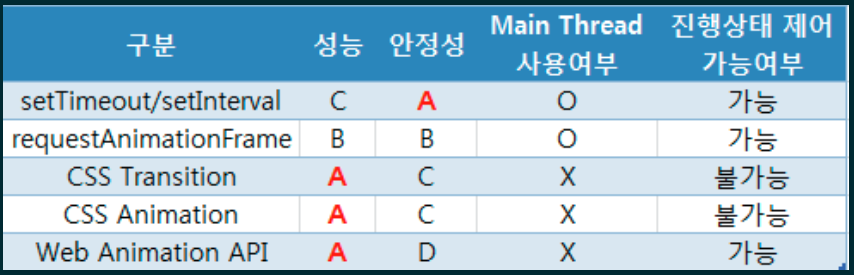 구분 성능 안정성 Main Thread 사용여부 진행상태 제어 가능여부
setTimeout/setInterval C A O 가능
requestAnimationFrame B B O 가능
CSS Transition A C X 불가능
CSS Animation A C X 불가능
Web Animation API A D X 가능